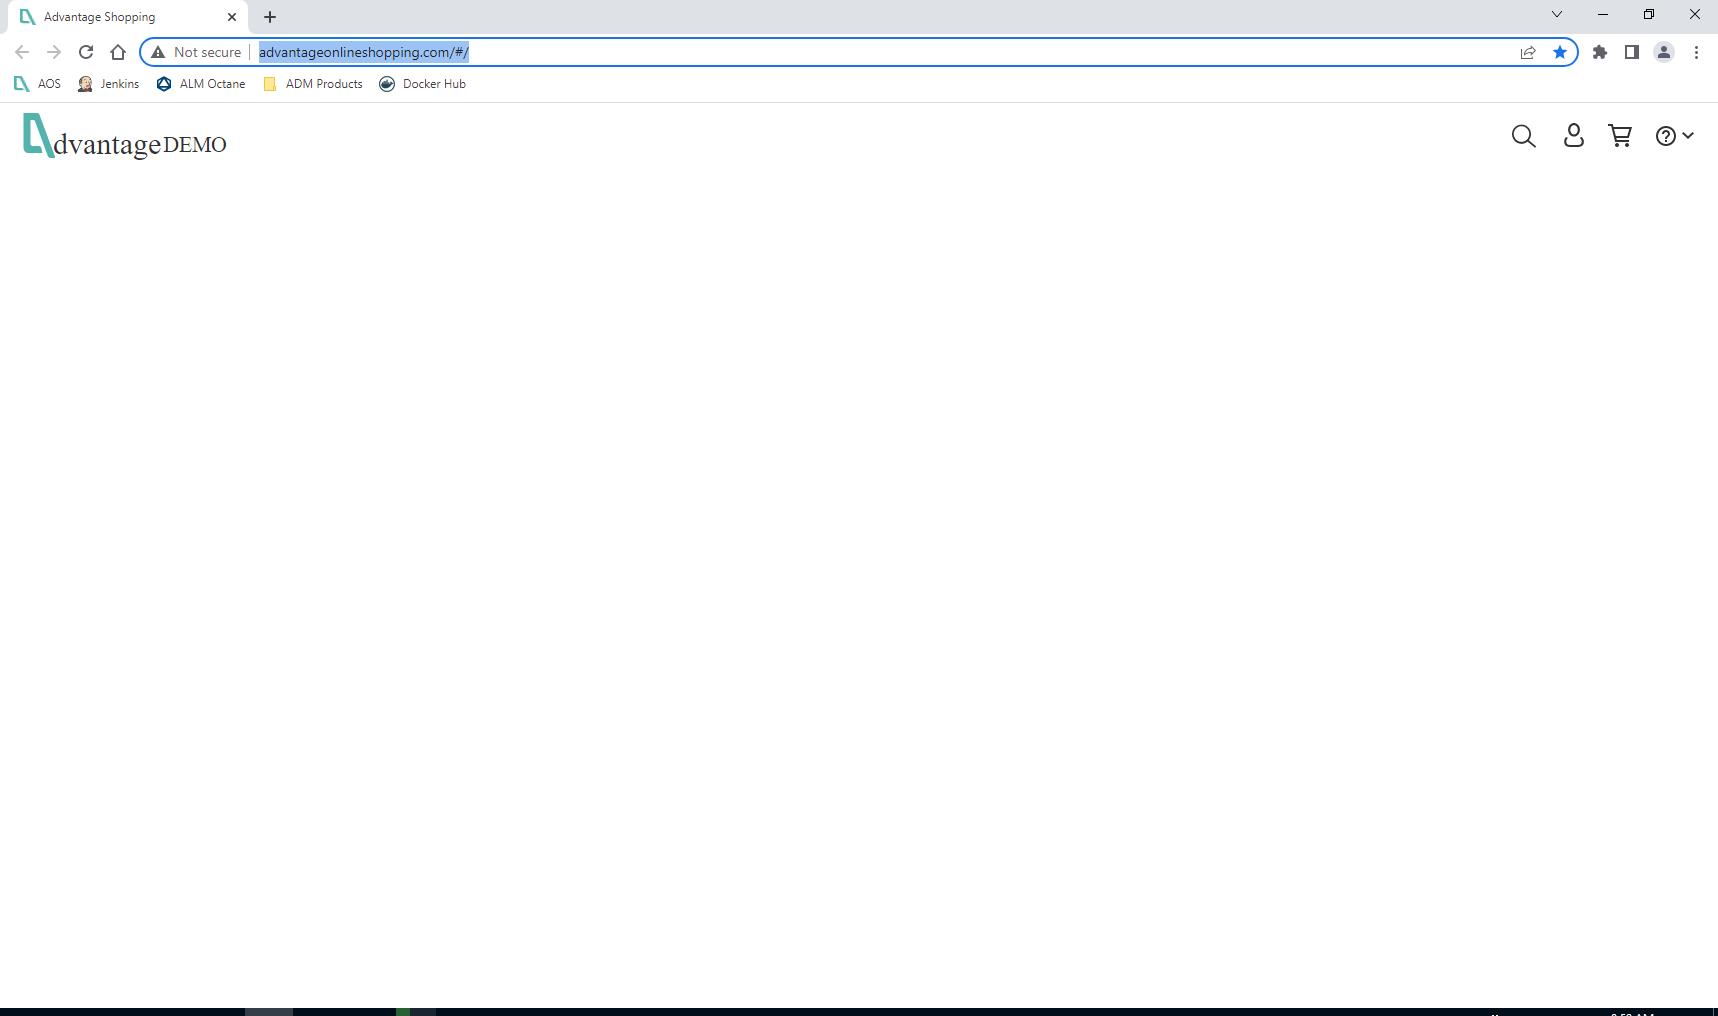 Advantage Shopping
Not secure advantageonlineshopping.com/#/
AOS Jenkins ALM Octane ADM Products Docker Hub
dvantage DEMO